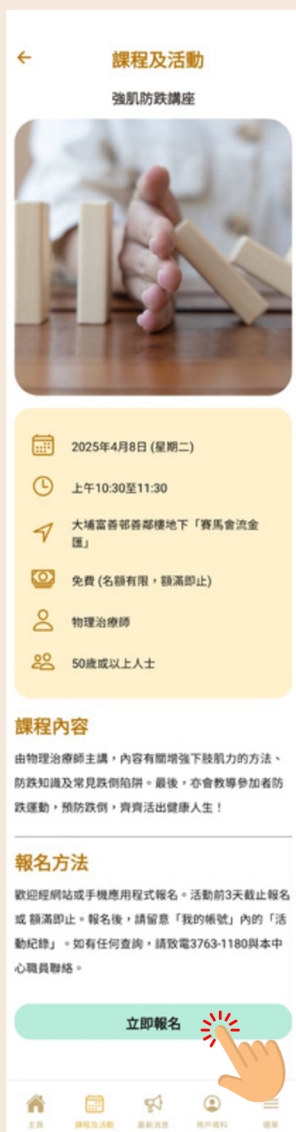 課程及活動
強肌防跌講座
2025年4月8日 (星期二)
上午10:30至11:30
大埔富善邨善鄰樓地下「賽馬會流金
匯」
免費 (名額有限，額滿即止)
物理治療師
50歲或以上人士
課程內容
由物理治療師主講，內容有關增強下肢肌力的方法、
防跌知識及常見跌倒陷阱。最後，亦會教導參加者防
跌運動，預防跌倒，齊齊活出健康人生！
報名方法
歡迎經網站或手機應用程式報名。活動前3天截止報名
或 額滿即止。報名後，請留意「我的帳號」內的「活
動紀錄」。如有任何查詢，請致電3763-1180與本中
心職員聯絡。
立即報名
主頁
課程及活動
最新消息
用戶資料
選單